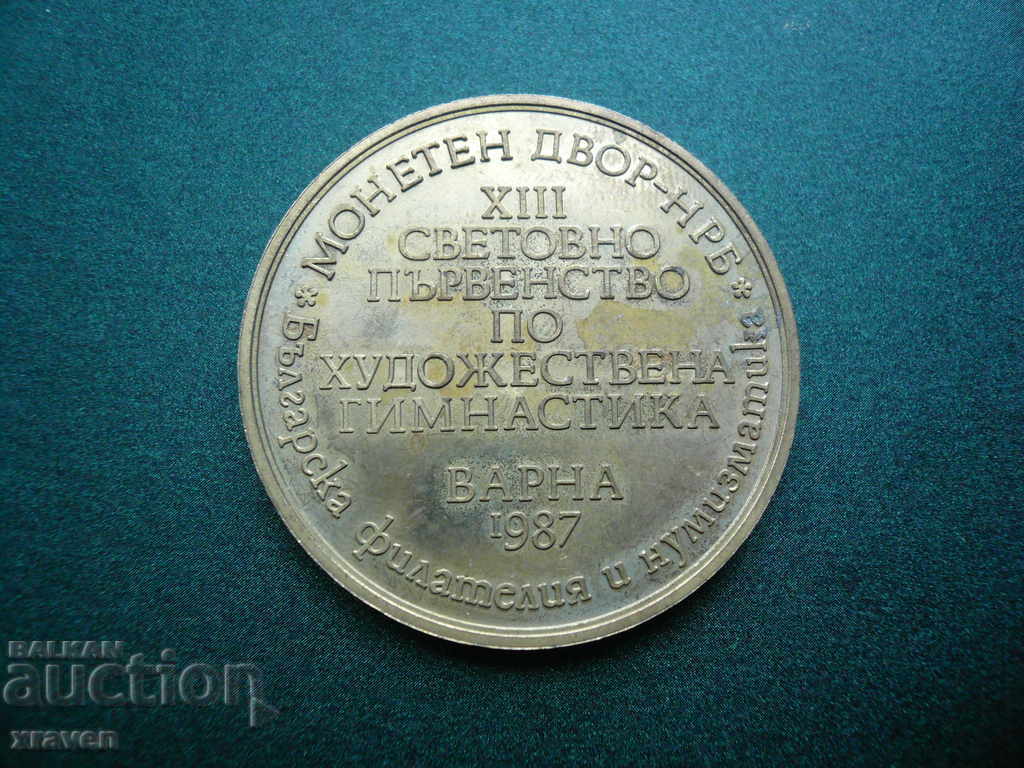 * МОНЕТЕН ДВОР-НРБ *
XIII
СВЕТОВНО
ПЪРВЕНСТВО
ПО
ХУДОЖЕСТВЕНА
ГИМНАСТИКА
ВАРНА
1987
Българска филателия и нумизматика
BALKAN
auction
xraven